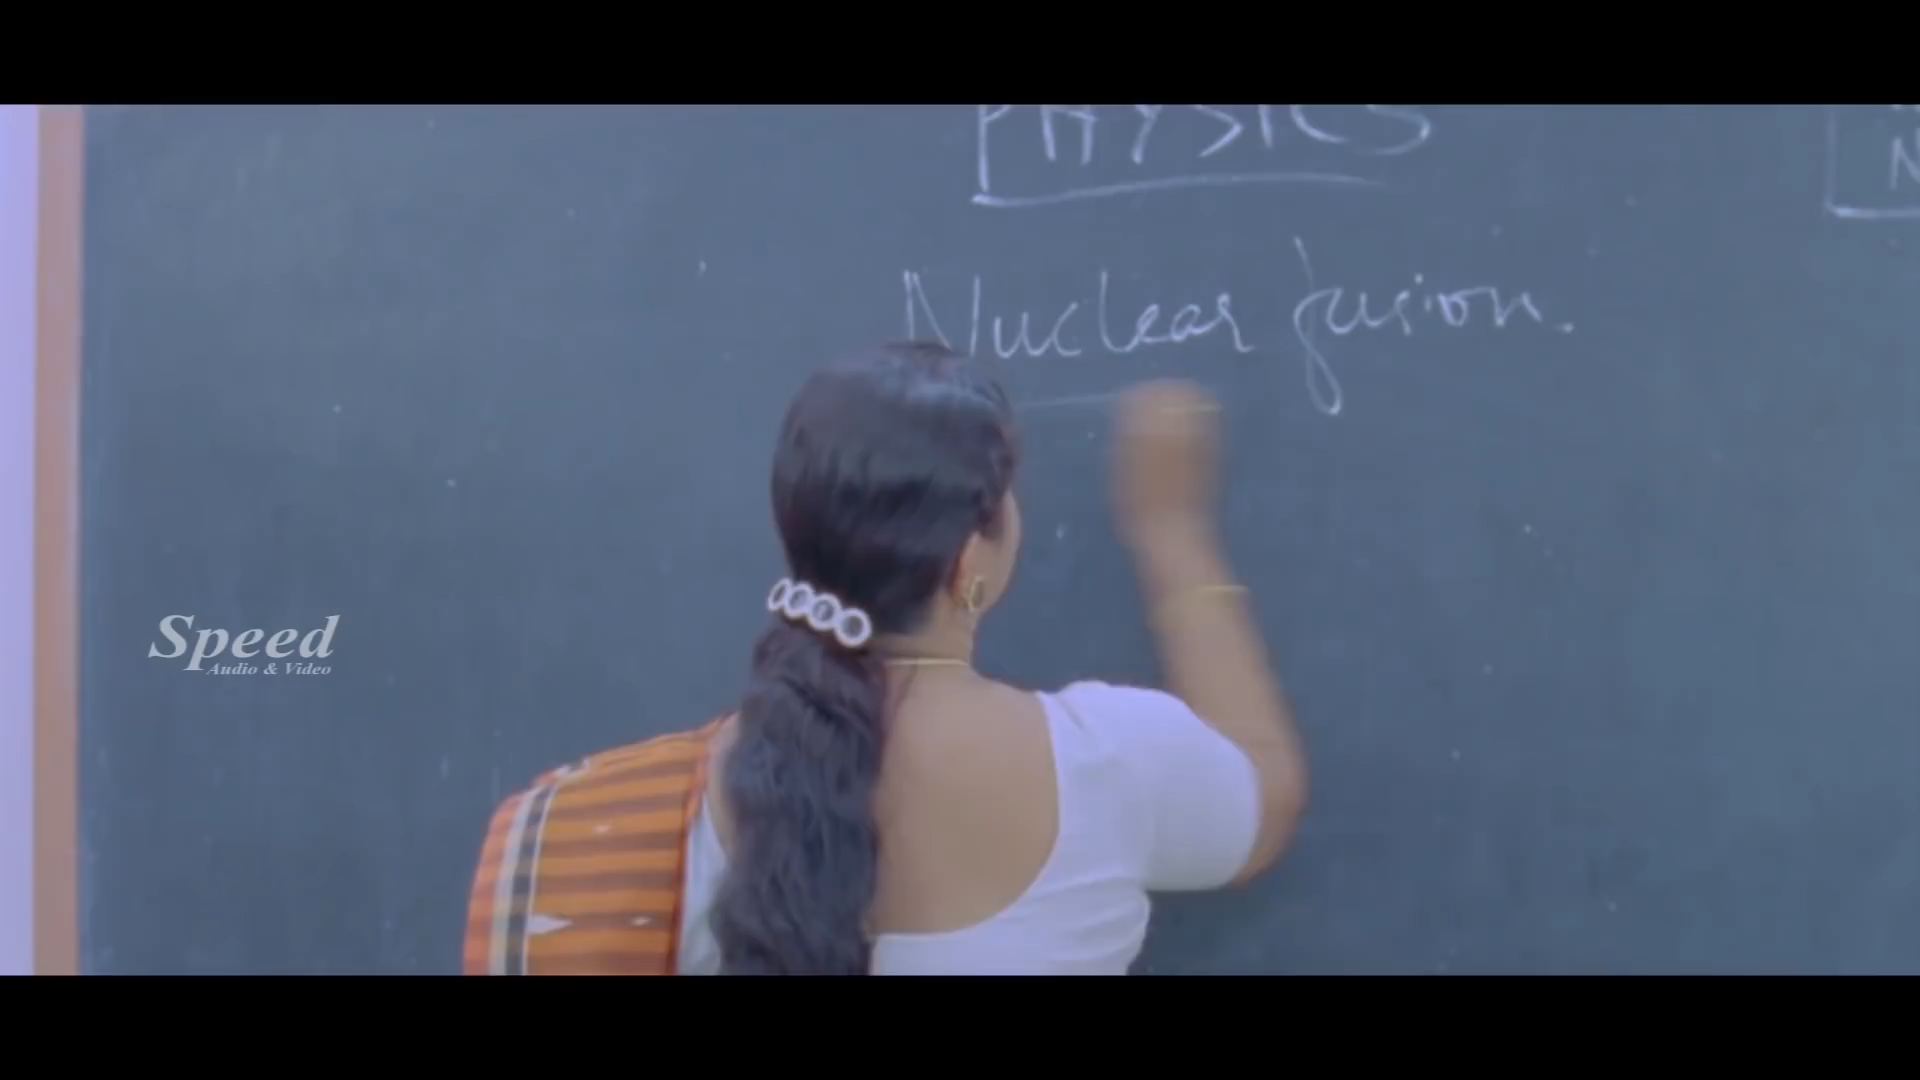 PHYSICS
N
Nuclear fusion.
Speed
Audio & Video